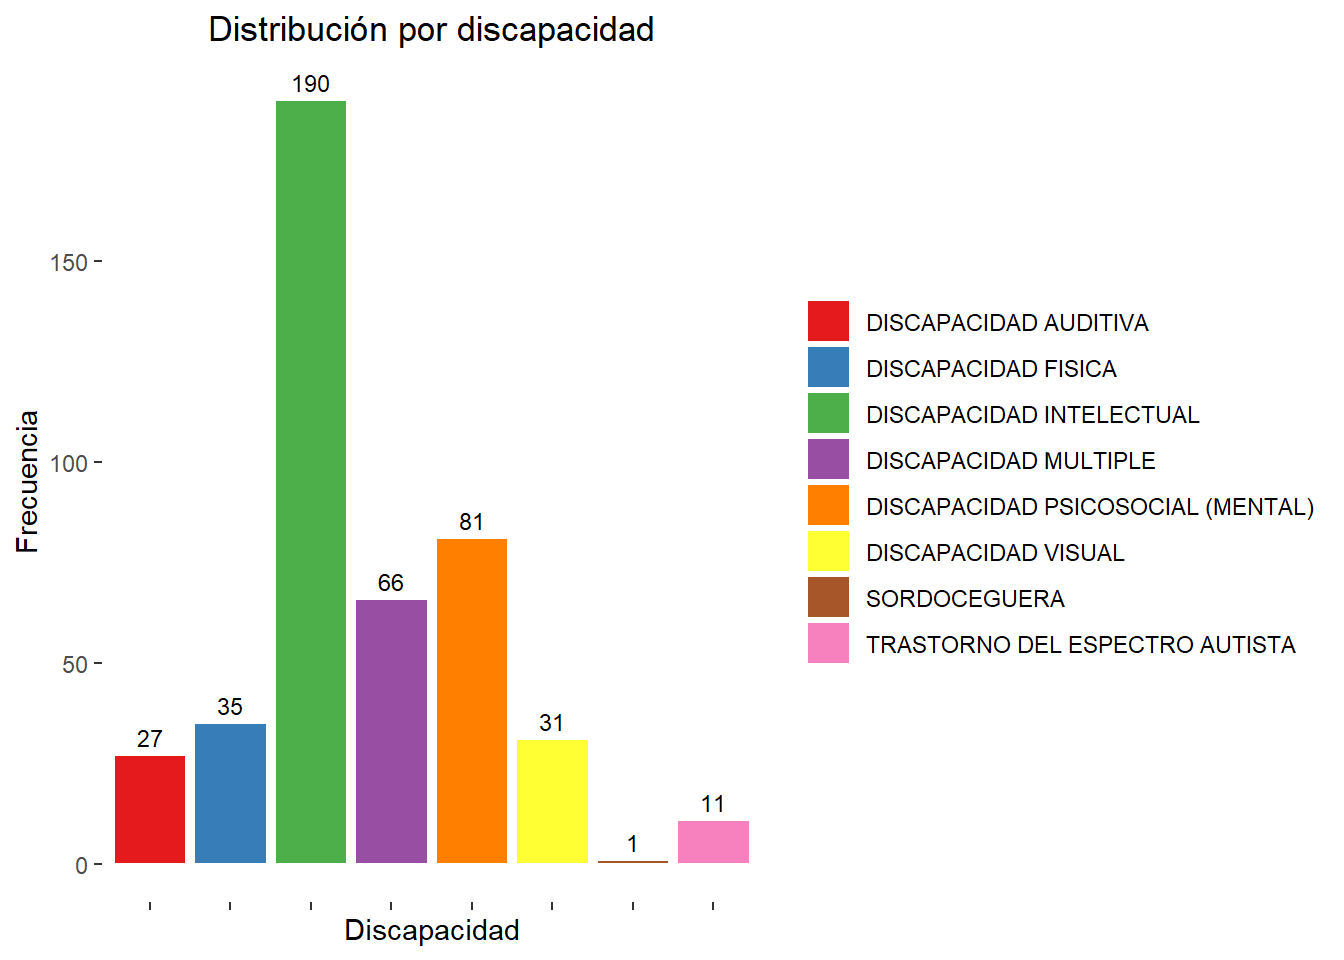 Distribución por discapacidad
190
150
100
81
66
50
35
31
27
11
1
0
Frecuencia
Discapacidad
DISCAPACIDAD AUDITIVA
DISCAPACIDAD FISICA
DISCAPACIDAD INTELECTUAL
DISCAPACIDAD MULTIPLE
DISCAPACIDAD PSICOSOCIAL (MENTAL)
DISCAPACIDAD VISUAL
SORDOCEGUERA
TRASTORNO DEL ESPECTRO AUTISTA